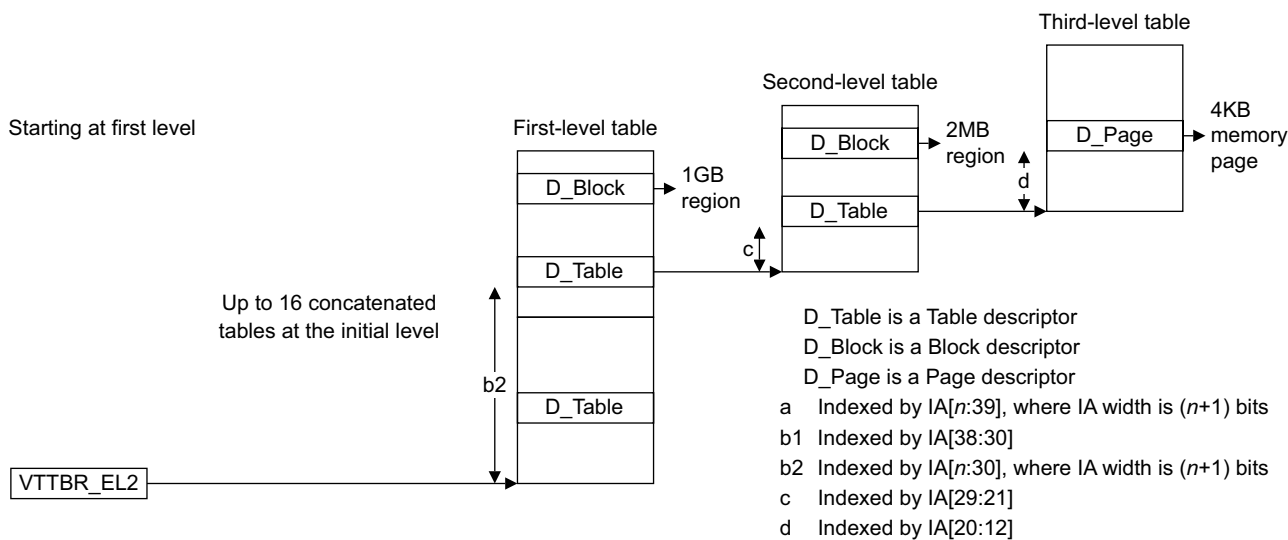 Third-level table
Second-level table
Starting at first level
First-level table
D_Block
1GB
region
D_Table
D_Table
D_Block
2MB
region
D_Table
D_Page
4KB
memory
page
d
c
b2
Up to 16 concatenated
tables at the initial level
VTTBR_EL2
D_Table is a Table descriptor
D_Block is a Block descriptor
D_Page is a Page descriptor
a Indexed by IA[n:39], where IA width is (n+1) bits
b1 Indexed by IA[38:30]
b2 Indexed by IA[n:30], where IA width is (n+1) bits
c Indexed by IA[29:21]
d Indexed by IA[20:12]